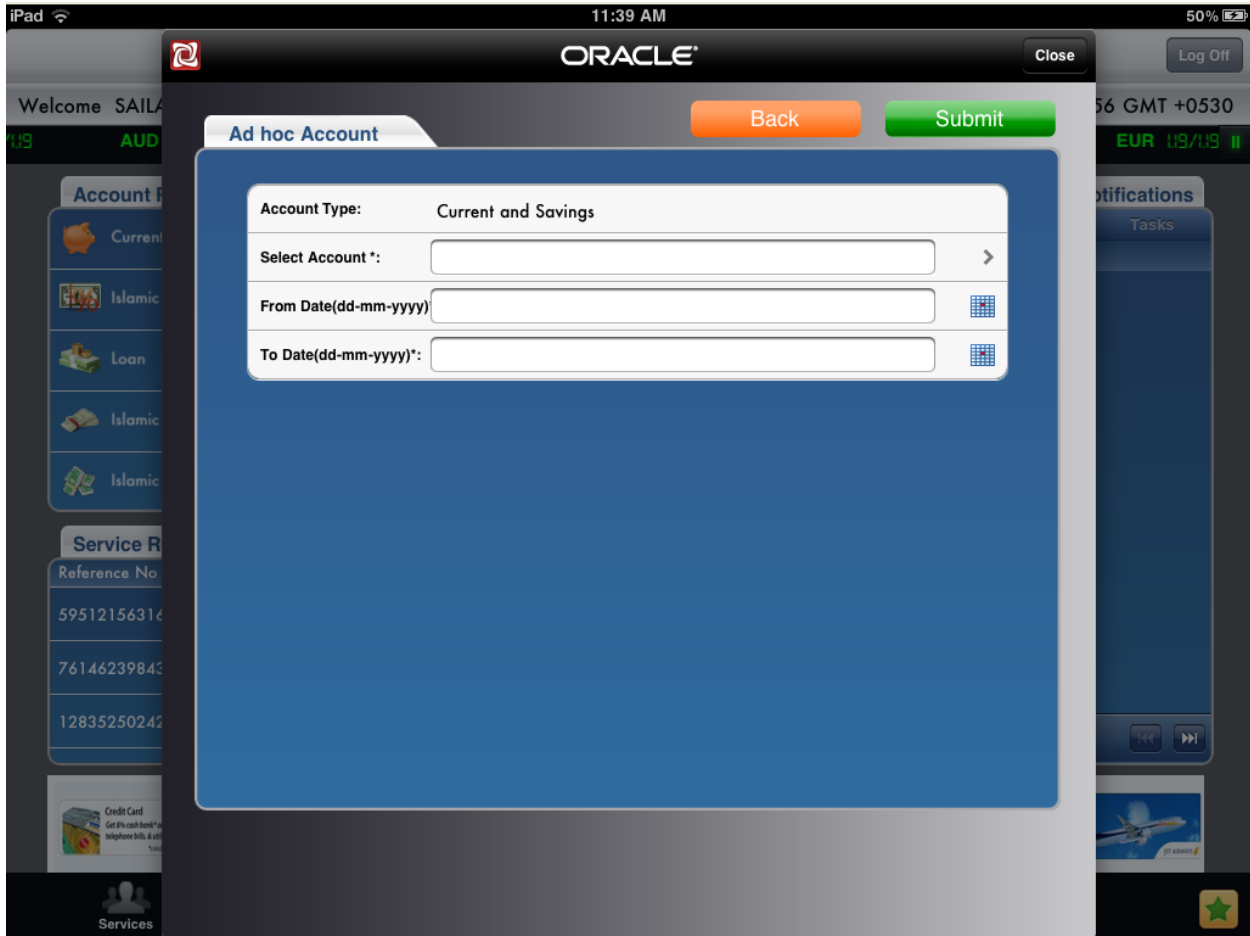 iPad 11:39 AM 50%
ORACLE
Close
Log Off
Welcome SAILA
56 GMT +0530
Back
Submit
Ad hoc Account
AUD
EUR
Account
otifications
Account Type: Current and Savings
Tasks
Current
Select Account *:
Islamic
From Date(dd-mm-yyyy)
To Date(dd-mm-yyyy)*:
Loan
Islamic
Islamic
Service R
Reference No
59512156316
76146239843
12835250242
Credit Card
Services